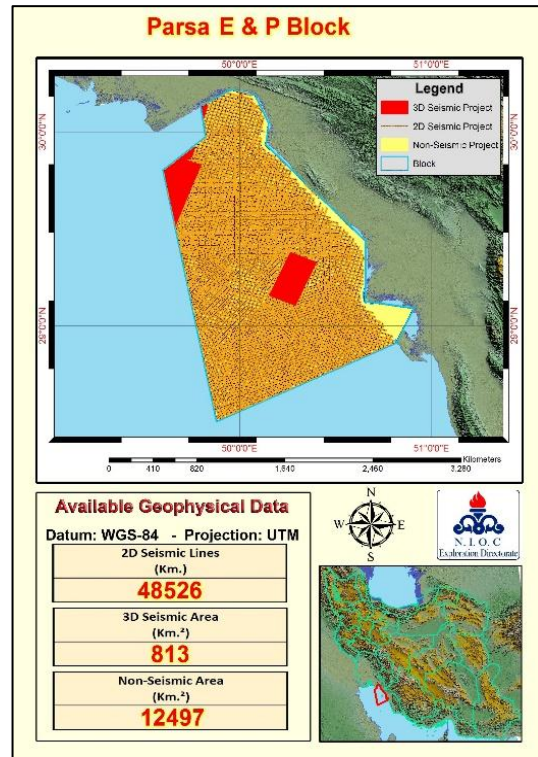 Parsa E & P Block
50°0'0"E
51°0'0"E
Legend
3D Seismic Project
2D Seismic Project
Non-Seismic Project
Block
30°0'0"N
30°0'0"N
29°0'0"N
29°0'0"N
50°0'0"E
51°0'0"E
Kilometers
0 410 820 1,640 2,460 3,280
Available Geophysical Data
Datum: WGS-84 - Projection: UTM
2D Seismic Lines
(Km.)
48526
3D Seismic Area
(Km.²)
813
Non-Seismic Area
(Km.²)
12497
N
W E
S
N.I.O.C
Exploration Directorate